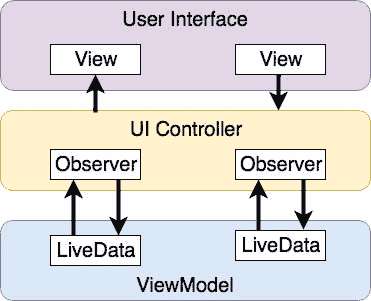 User Interface
View View
UI Controller
Observer Observer
LiveData LiveData
ViewModel